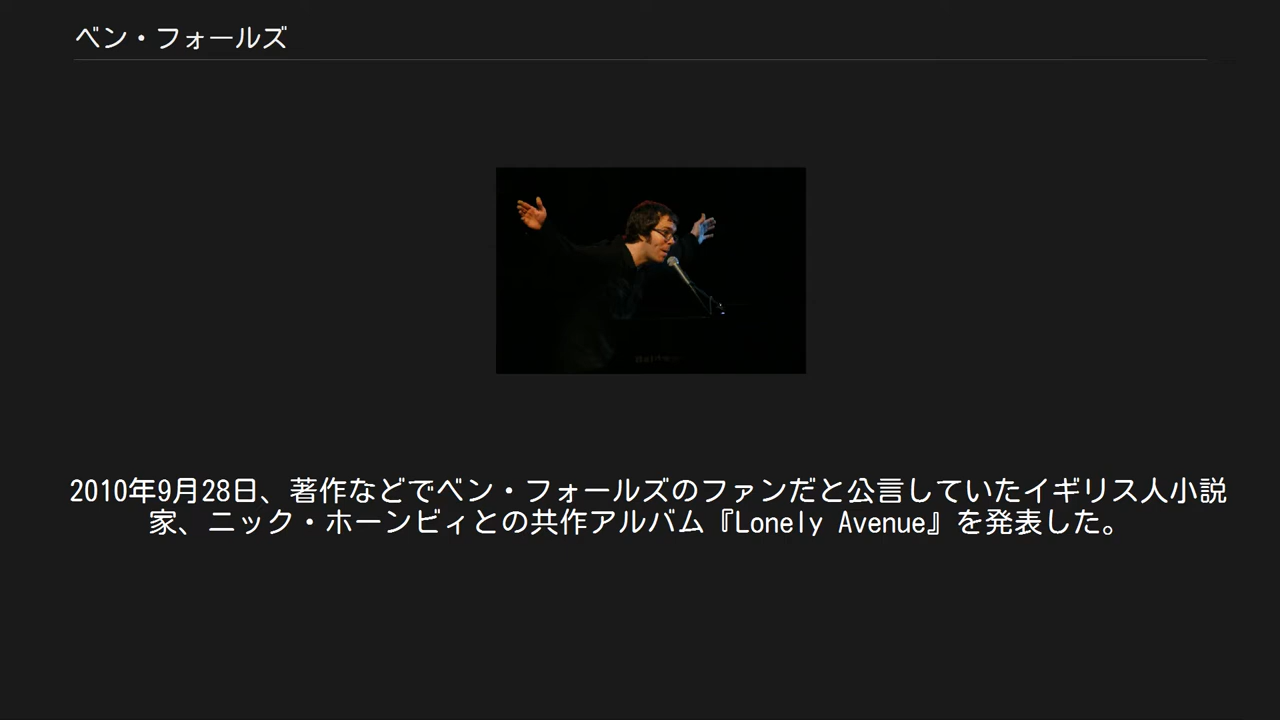 ベン・フォールズ
2010年9月28日、著作などでベン・フォールズのファンだと公言していたイギリス人小説
家、ニック・ホーンビィとの共作アルバム『Lonely Avenue』を発表した。